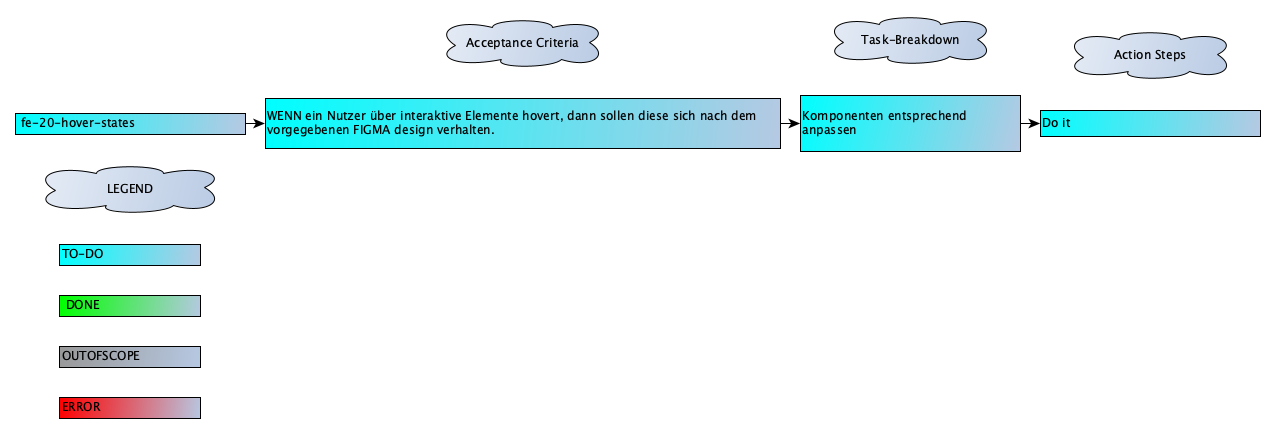 Acceptance Criteria
Task-Breakdown
Action Steps
fe-20-hover-states
WENN ein Nutzer über interaktive Elemente hovert, dann sollen diese sich nach dem
vorgegebenen FIGMA design verhalten.
Komponenten entsprechend
anpassen
Do it
LEGEND
TO-DO
DONE
OUTOFSCOPE
ERROR